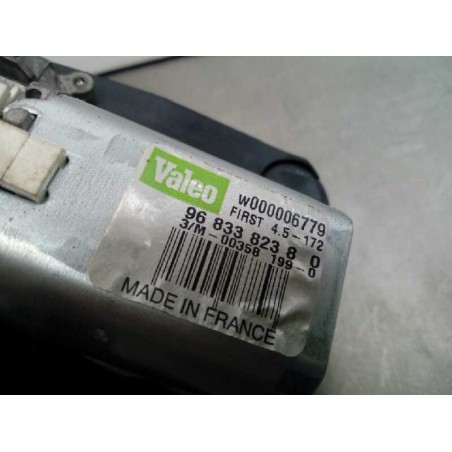 Valeo
W000006779
FIRST 4.5-172
96 833 823 8 0
3/M - 00358 199-0
MADE IN FRANCE